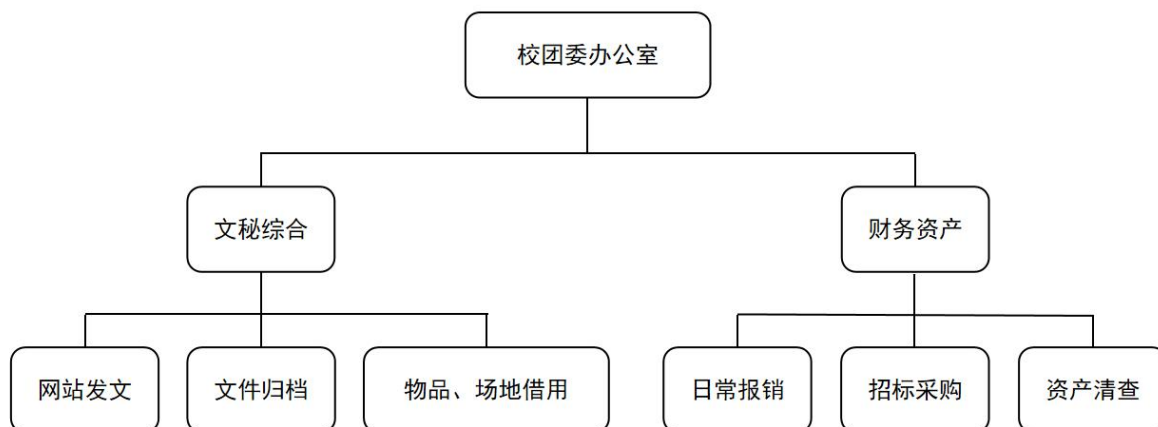 校团委办公室
文秘综合
财务资产
网站发文
文件归档
物品、场地借用
日常报销
招标采购
资产清查